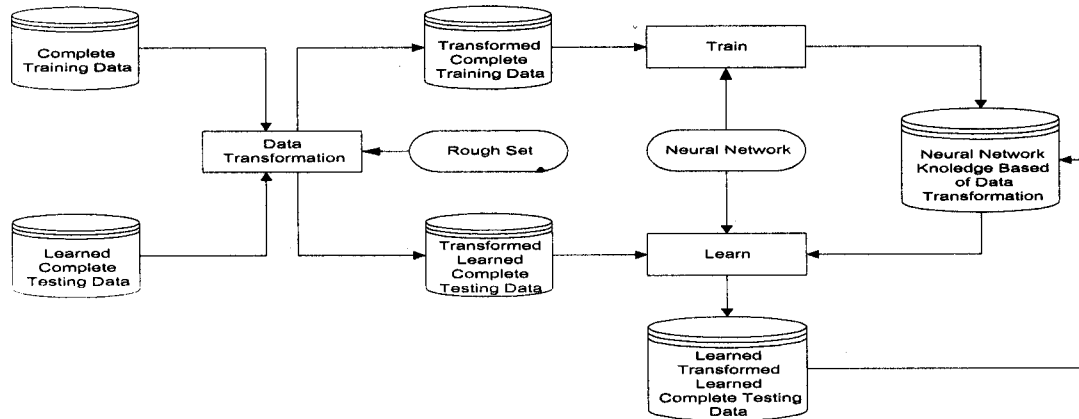 Complete
Training Data
Transformed
Complete
Training Data
Train
Data
Transformation
Rough Set
Neural Network
Neural Network
Knoledge Based
of Data
Transformation
Learned
Complete
Testing Data
Transformed
Learned
Complete
Testing Data
Learn
Learned
Transformed
Learned
Complete Testing
Data